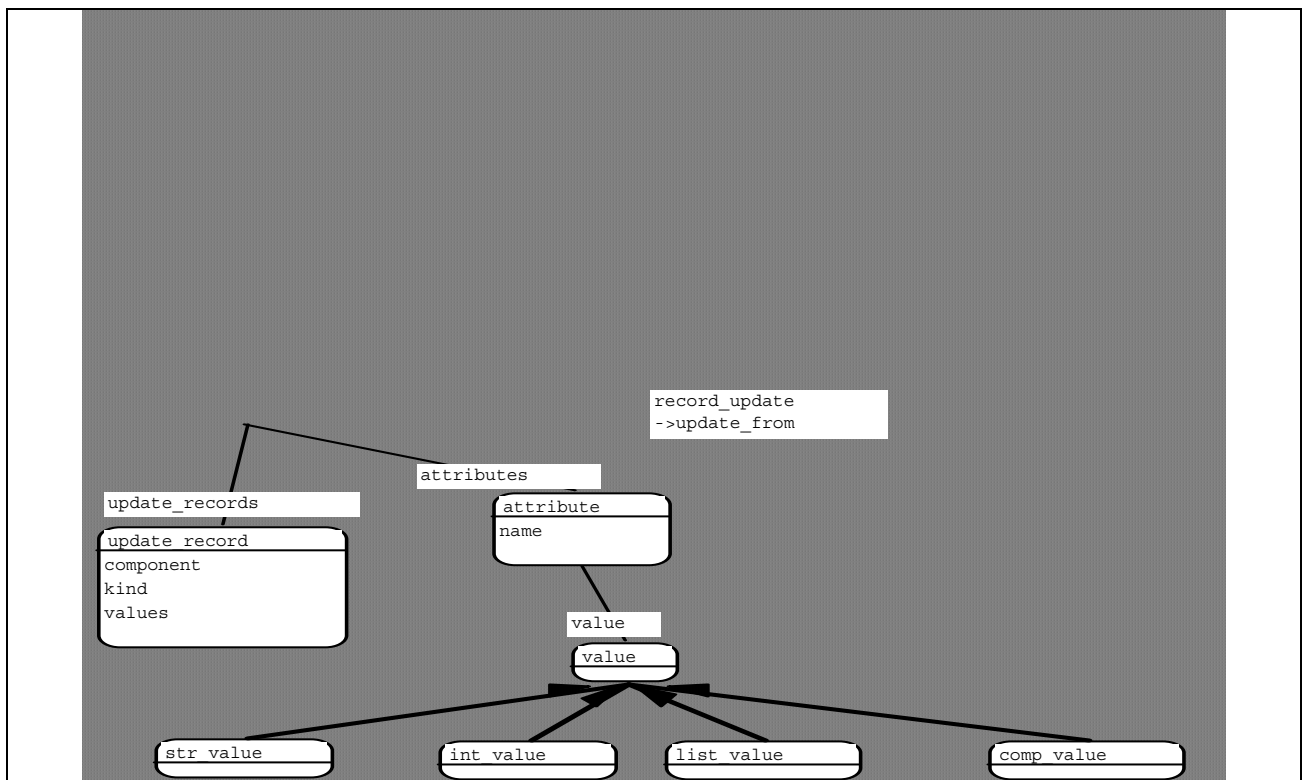 record_update
->update_from
attributes
update_records
attribute
name
update_record
component
kind
values
value
value
str_value
int_value
list_value
comp_value